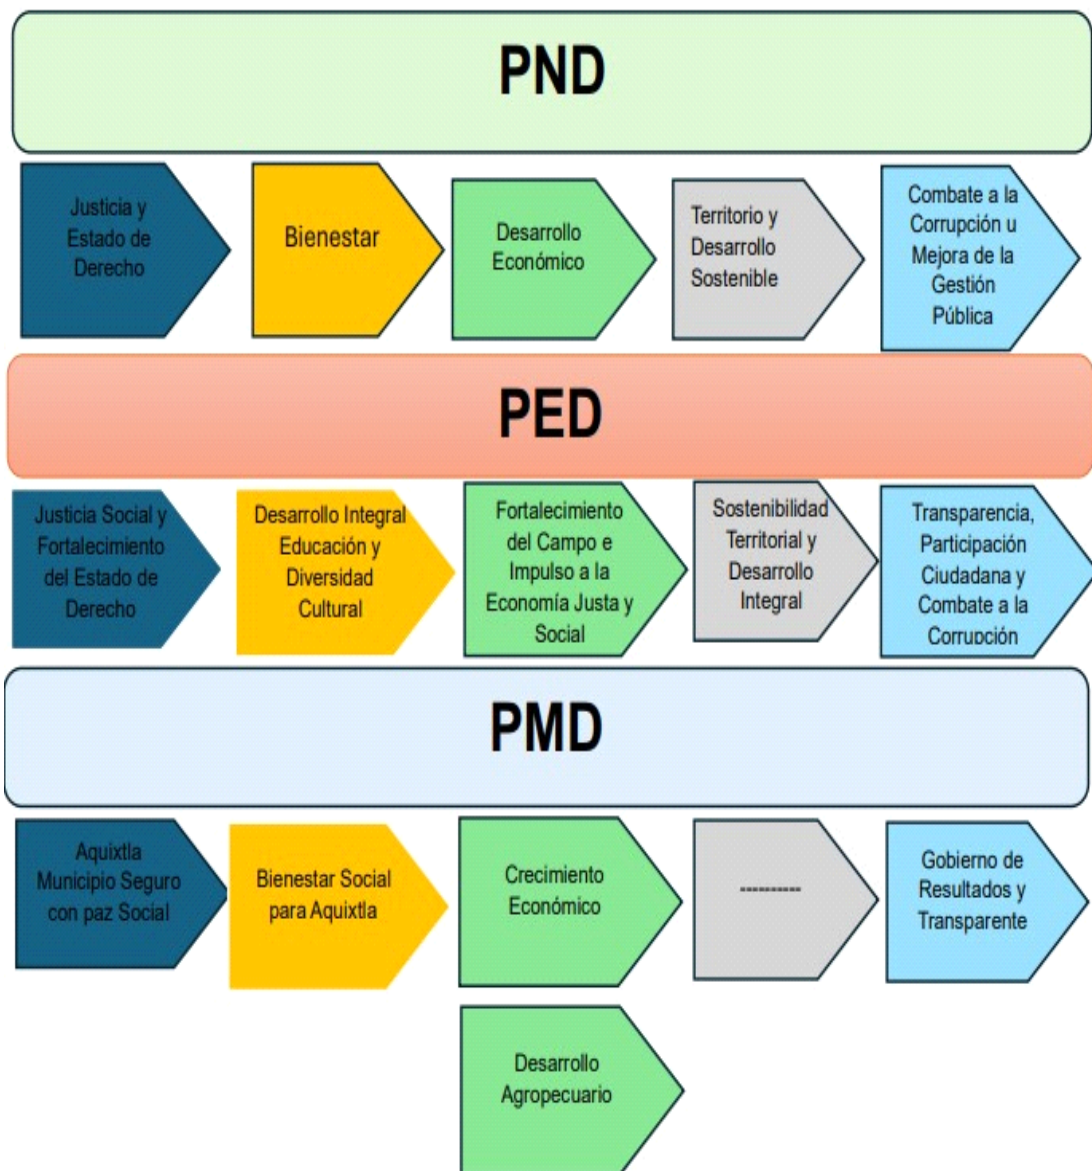 PND
Justicia y
Estado de
Derecho
Bienestar
Desarrollo
Económico
Territorio y
Desarrollo
Sostenible
Combate a la
Corrupción u
Mejora de la
Gestión
Pública
PED
Justicia Social y
Fortalecimiento
del Estado de
Derecho
Desarrollo Integral
Educación y
Diversidad
Cultural
Fortalecimiento
del Campo e
Impulso a la
Economía Justa y
Social
Sostenibilidad
Territorial y
Desarrollo
Integral
Transparencia,
Participación
Ciudadana y
Combate a la
Corrupción
PMD
Aquixtla
Municipio Seguro
con paz Social
Bienestar Social
para Aquixtla
Crecimiento
Económico
----------
Gobierno de
Resultados y
Transparente
Desarrollo
Agropecuario